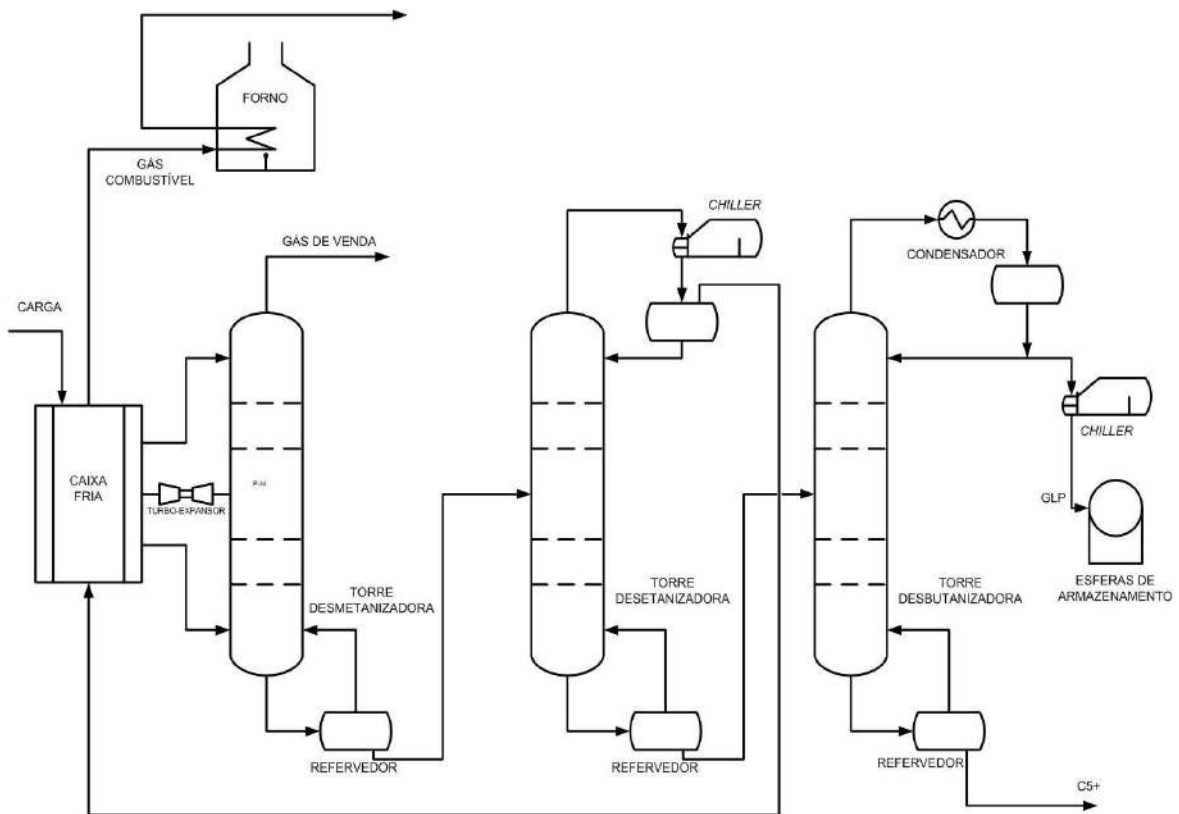 FORNO
GÁS
COMBUSTÍVEL
CHILLER
GÁS DE VENDA
CONDENSADOR
CARGA
CHILLER
CAIXA
FRIA
TURBO-EXPANSOR
GLP
ESFERAS DE
ARMAZENAMENTO
TORRE
DESMETANIZADORA
TORRE
DESETANIZADORA
TORRE
DESBUTANIZADORA
REFERVEDOR
REFERVEDOR
REFERVEDOR
C5+